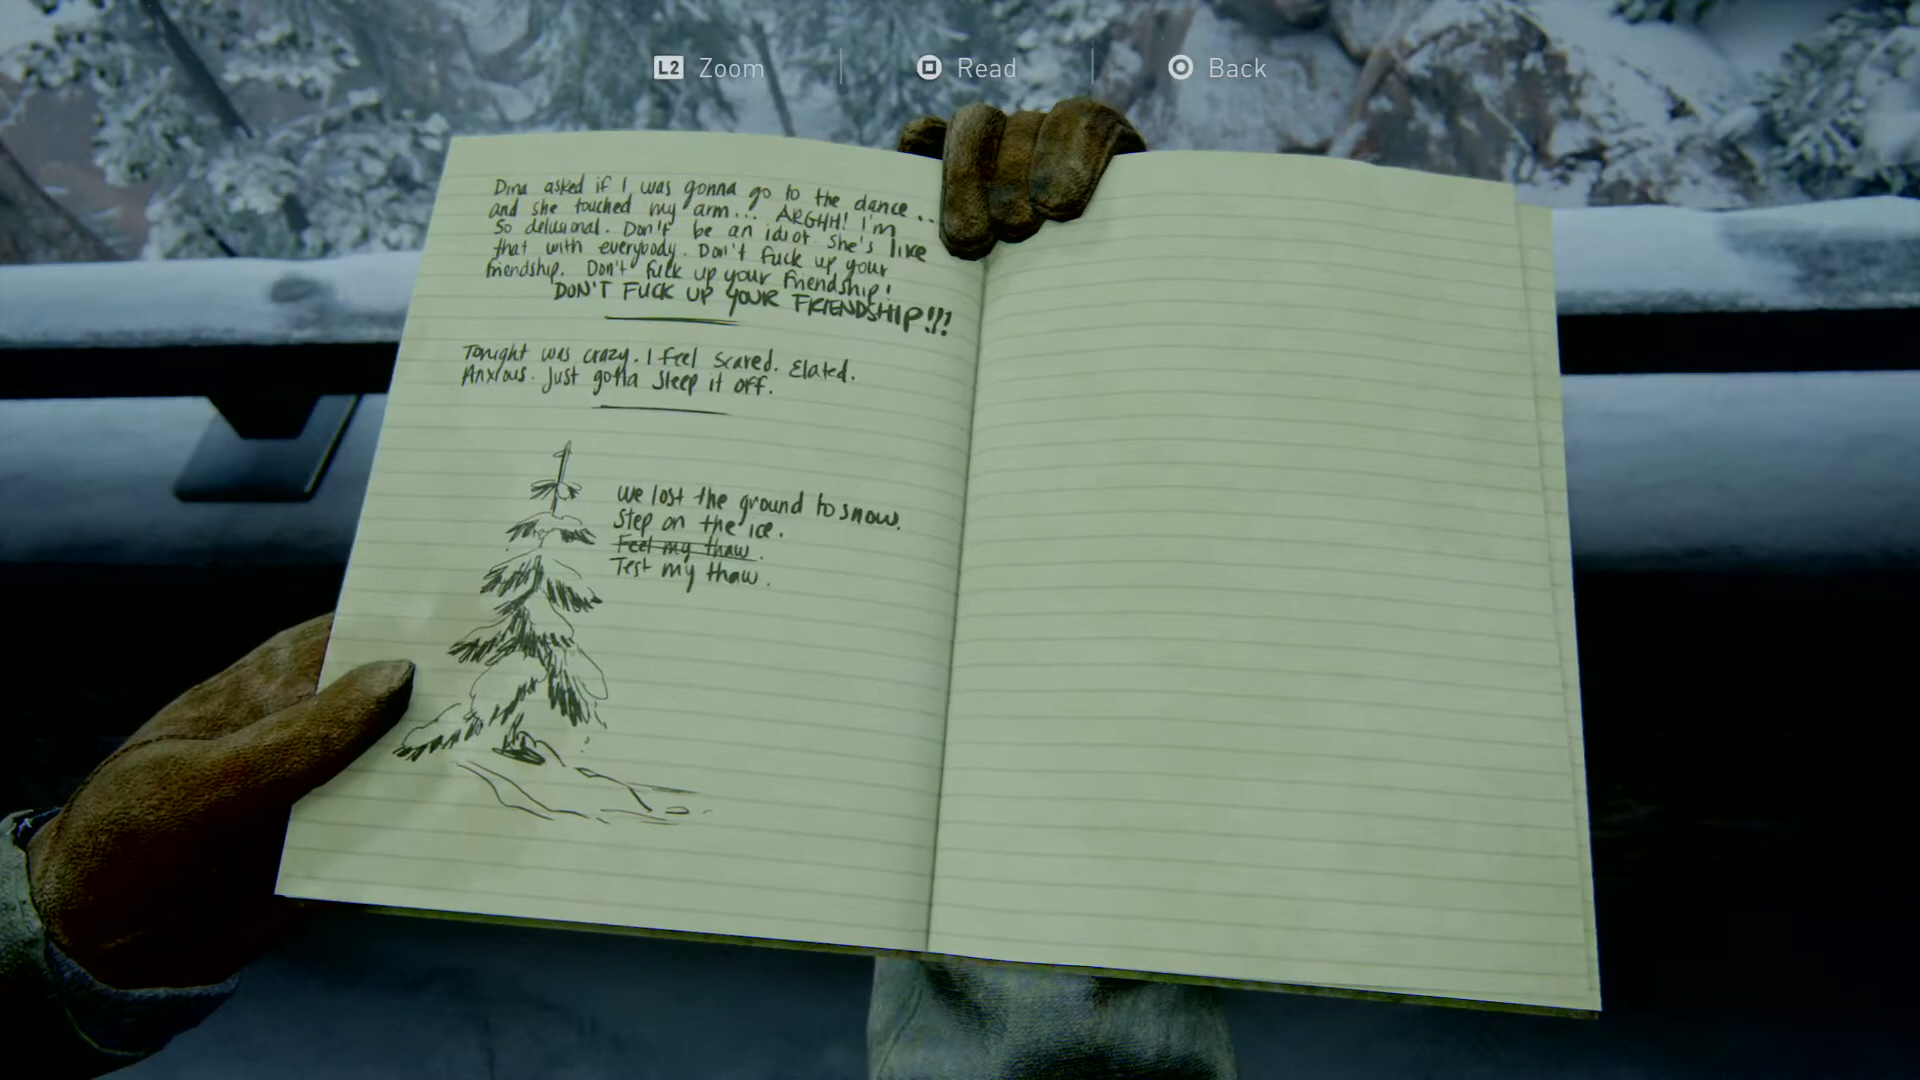 L2 Zoom Read Back
Dina asked if I was gonna go to the dance...
and she touched my arm... ARGHH! I'm
So delusional. Don't be an idiot. She's like
that with everybody. Don't fuck up your
friendship. Don't fuck up your friendship!
DON'T FUCK UP YOUR FRIENDSHIP!!!
Tonight was crazy. I feel scared. Elated.
Anxious. Just gotta sleep it off.
We lost the ground to snow.
Step on the ice.
Feel my thaw.
Test my thaw.